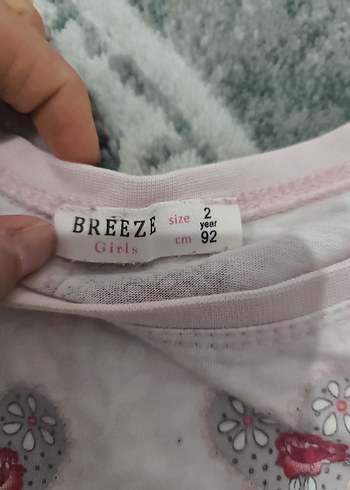 BREEZE size 2
year
Girls cm 92